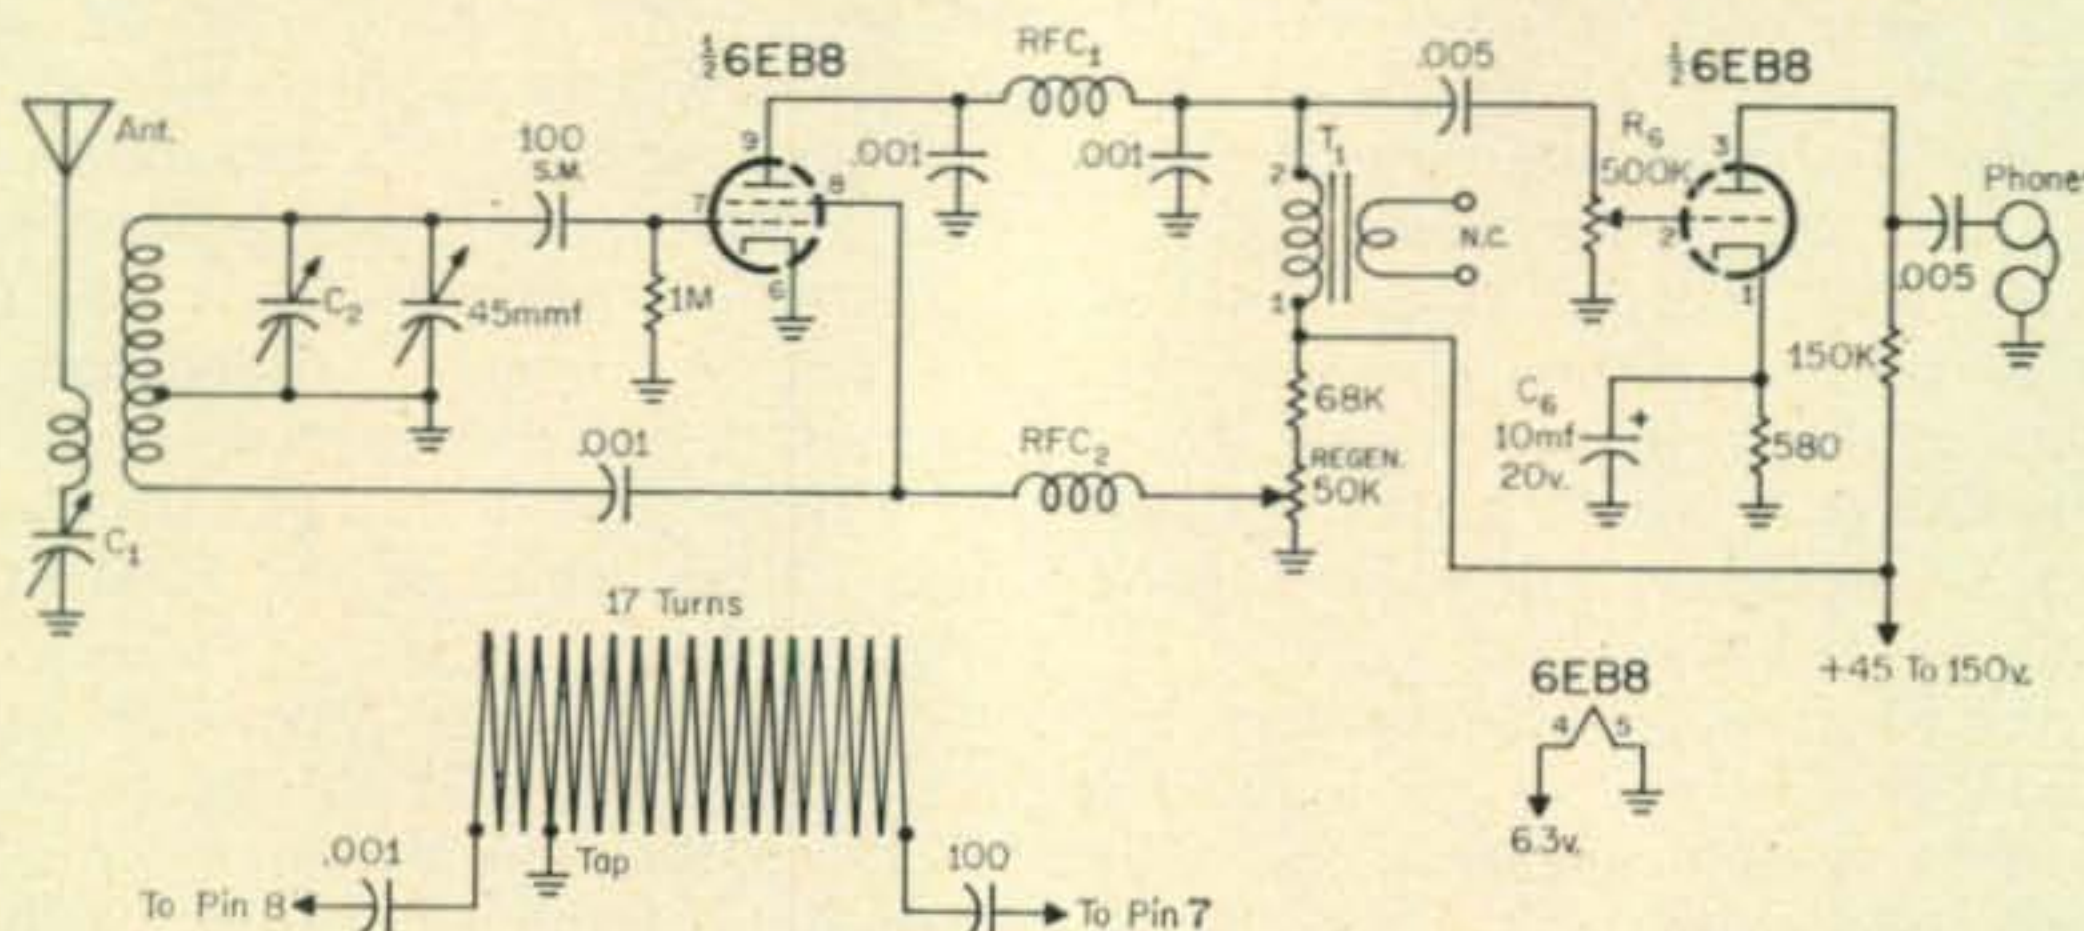 ½6EB8
RFC₁
.005
½6EB8
Ant.
100
S.M.
9
8
7
6
.001
.001
T₁
2
1
N.C.
R₆
500K
3
2
1
Phone
.005
C₂
45mmf
1M
150K
68K
C₆
10mf
20v.
+
580
.001
RFC₂
REGEN.
50K
C₁
17 Turns
+45 To 150v.
6EB8
4
5
6.3v.
.001
Tap
100
To Pin 8
To Pin 7